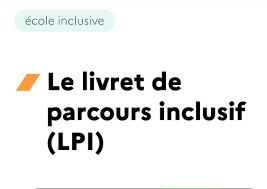 école inclusive
Le livret de
parcours inclusif
(LPI)